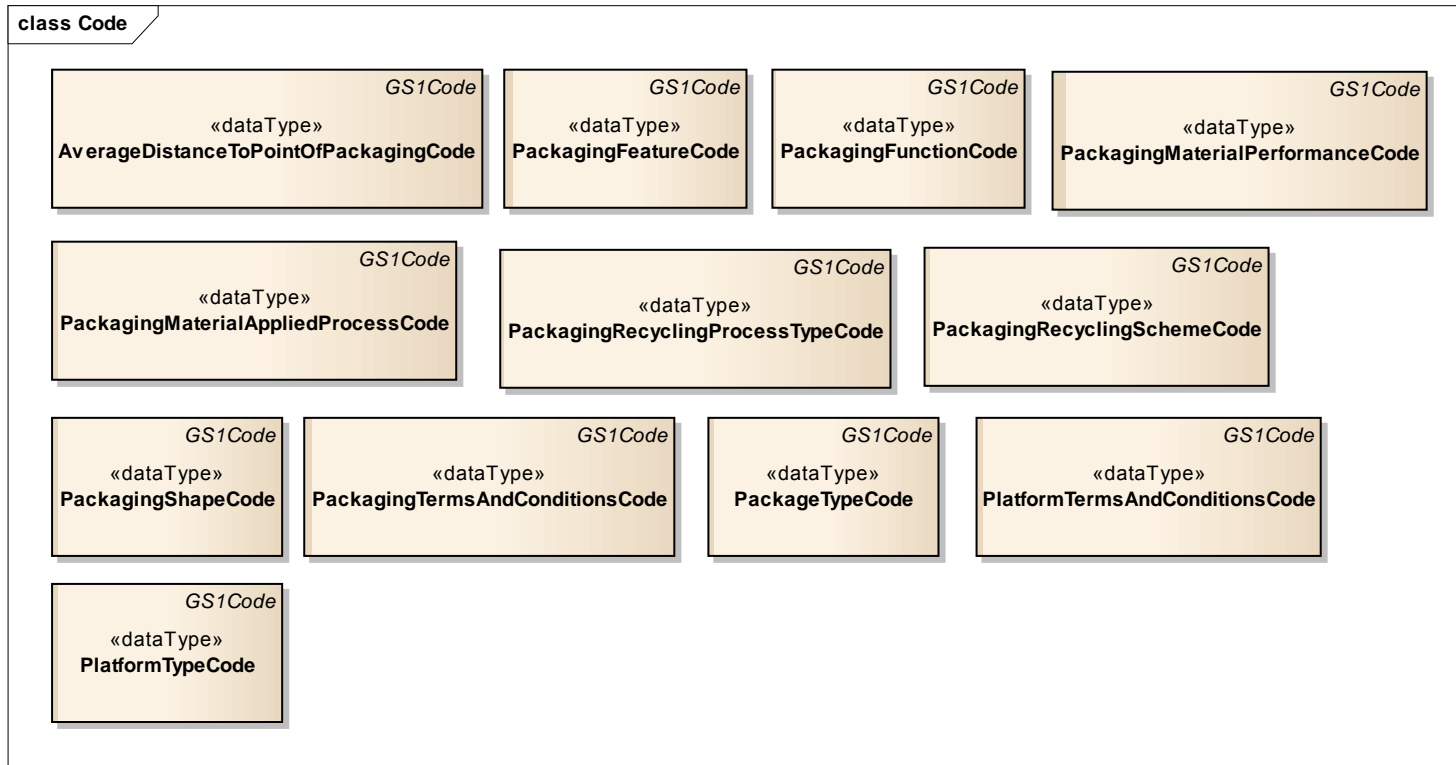 class Code
GS1Code
«dataType»
AverageDistanceToPointOfPackagingCode
GS1Code
«dataType»
PackagingFeatureCode
GS1Code
«dataType»
PackagingFunctionCode
GS1Code
«dataType»
PackagingMaterialPerformanceCode
GS1Code
«dataType»
PackagingMaterialAppliedProcessCode
GS1Code
«dataType»
PackagingRecyclingProcessTypeCode
GS1Code
«dataType»
PackagingRecyclingSchemeCode
GS1Code
«dataType»
PackagingShapeCode
GS1Code
«dataType»
PackagingTermsAndConditionsCode
GS1Code
«dataType»
PackageTypeCode
GS1Code
«dataType»
PlatformTermsAndConditionsCode
GS1Code
«dataType»
PlatformTypeCode